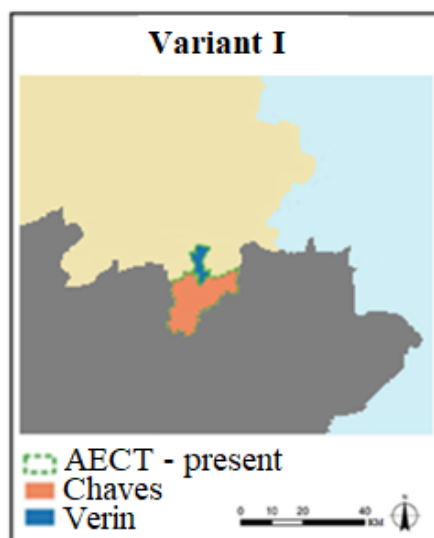 Variant I
AECT - present
Chaves
Verin
0 10 20 40
KM
N